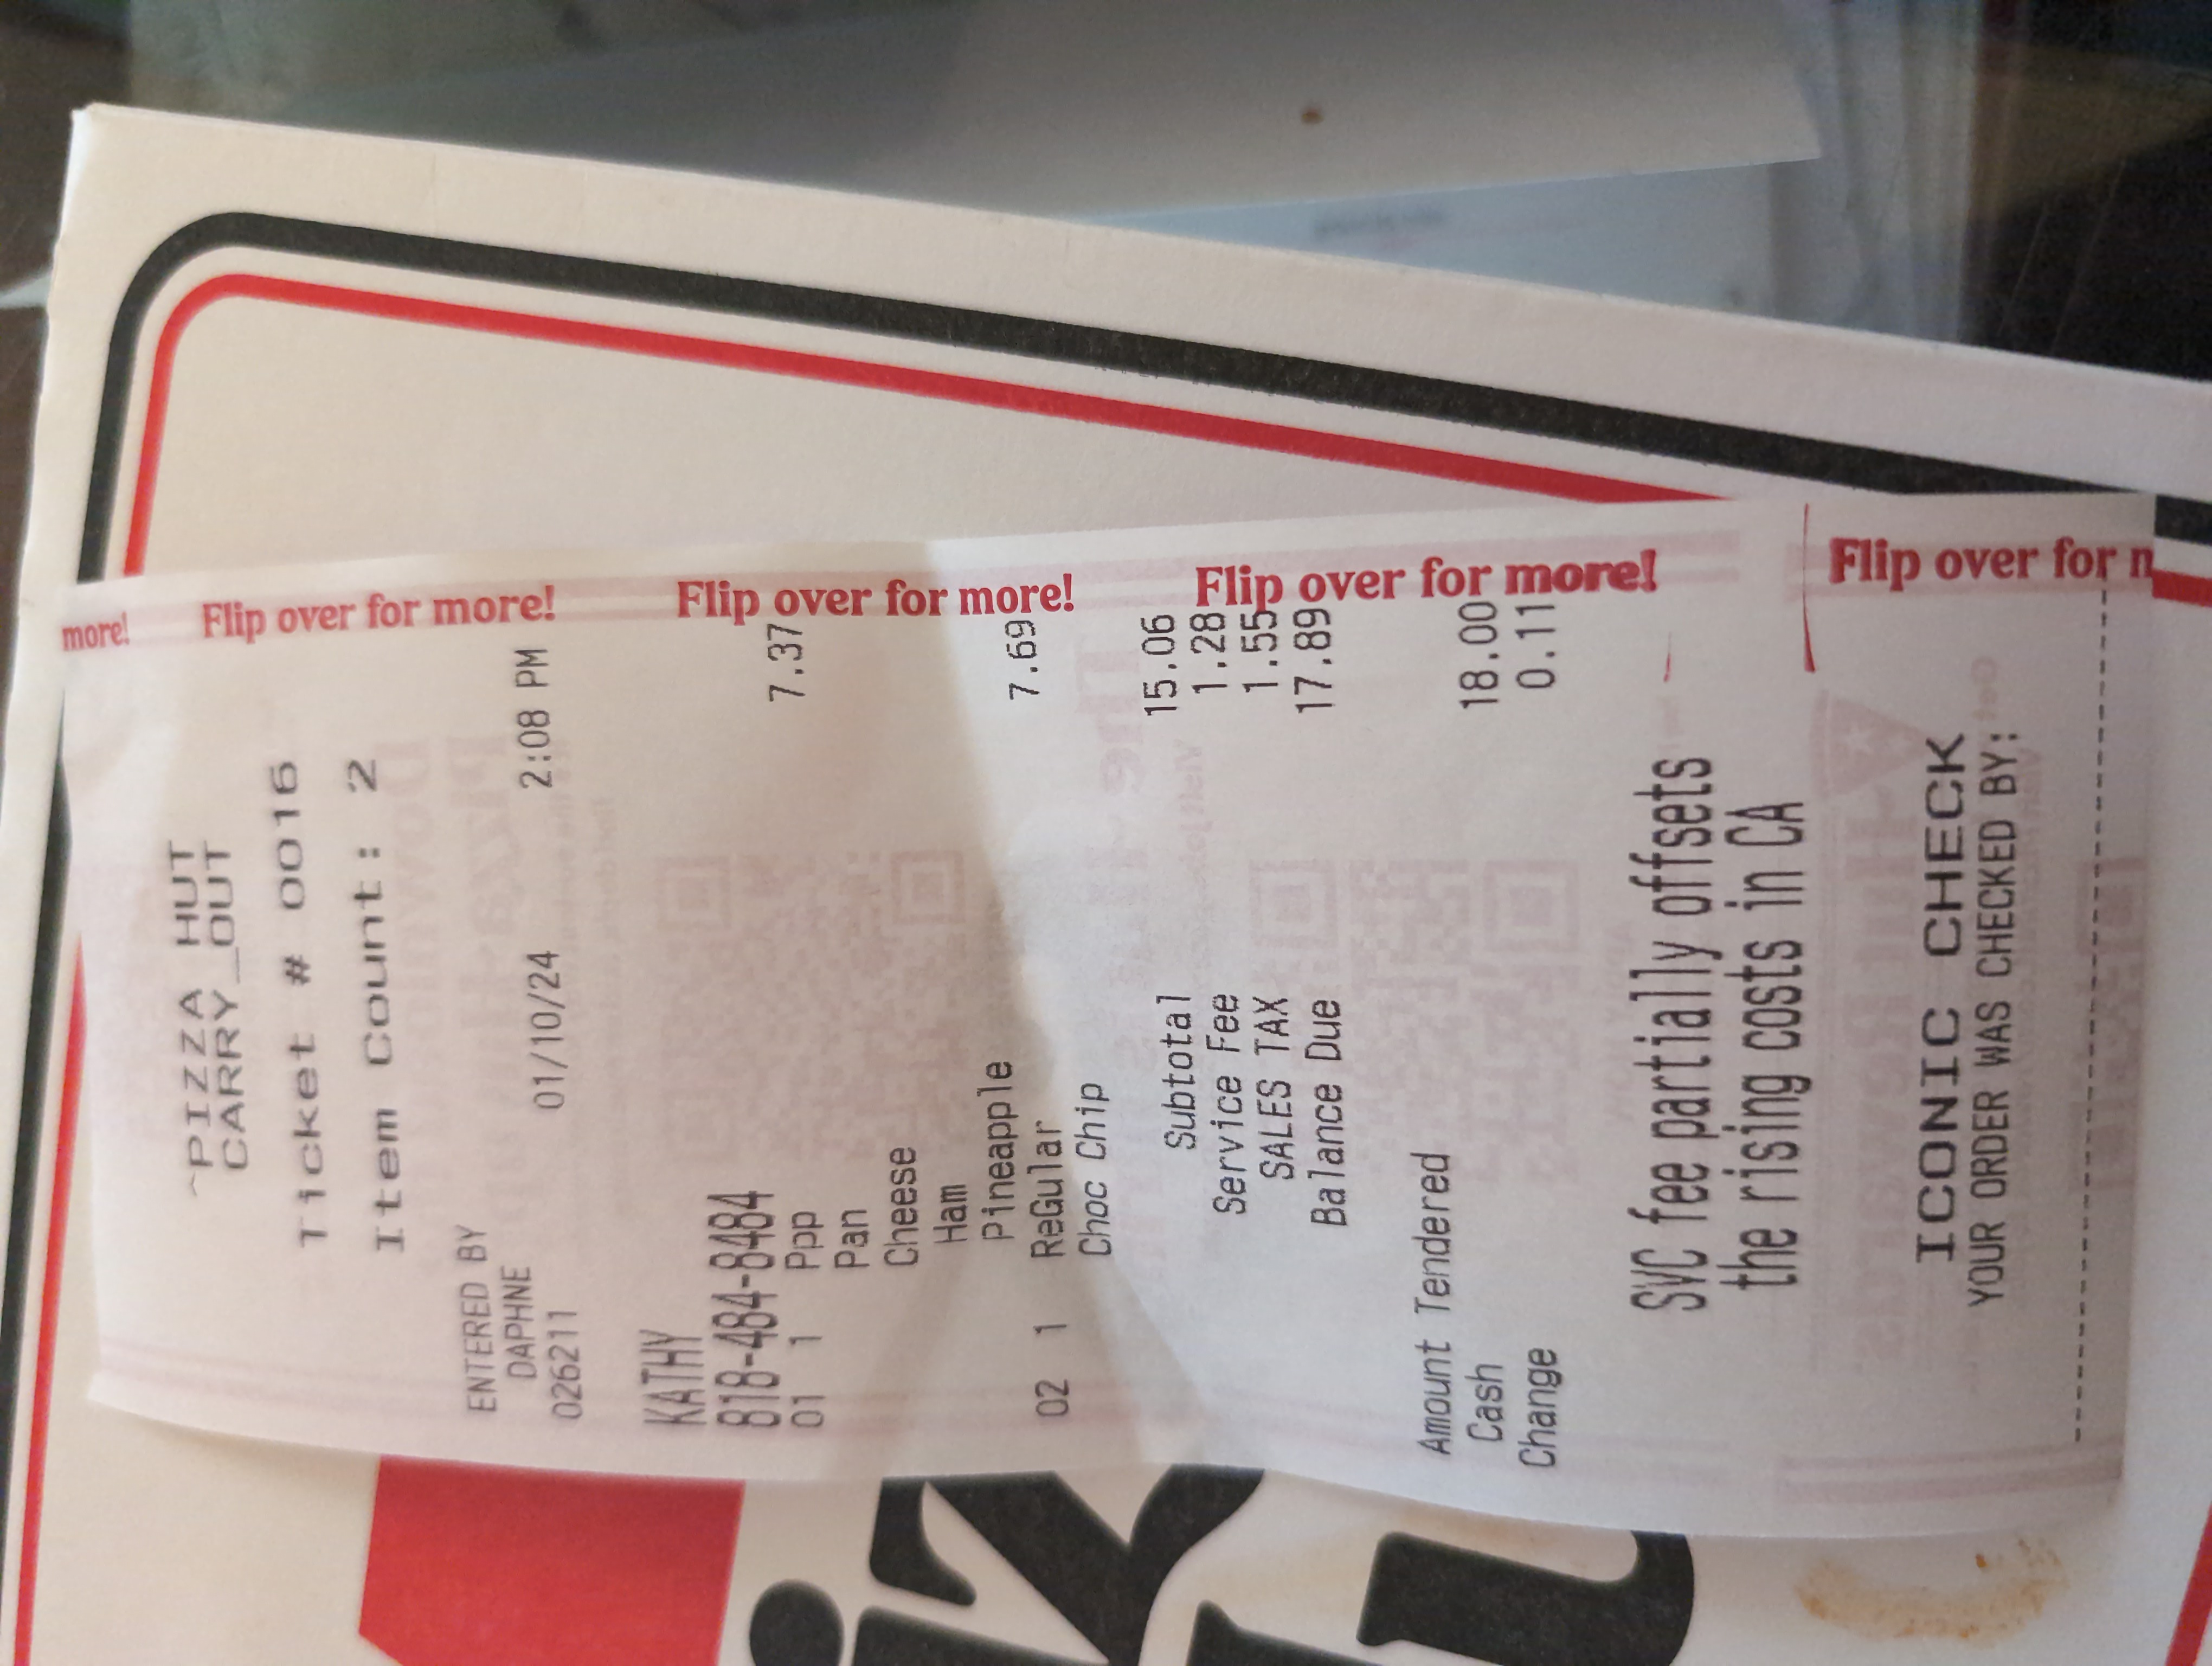 ^PIZZA HUT
CARRY_OUT
Ticket # 0016
Item Count: 2
ENTERED BY
DAPHNE
026211 01/10/24 2:08 PM
KATHY
818-484-8484
01 1 Ppp 7.37
Pan
Cheese
Ham
Pineapple
02 1 ReGular 7.69
Choc Chip
Subtotal 15.06
Service Fee 1.28
SALES TAX 1.55
Balance Due 17.89
Amount Tendered
Cash 18.00
Change 0.11
SVC fee partially offsets
the rising costs in CA
ICONIC CHECK
YOUR ORDER WAS CHECKED BY:
more!
Flip over for more!
Flip over for more!
Flip over for more!
Flip over for